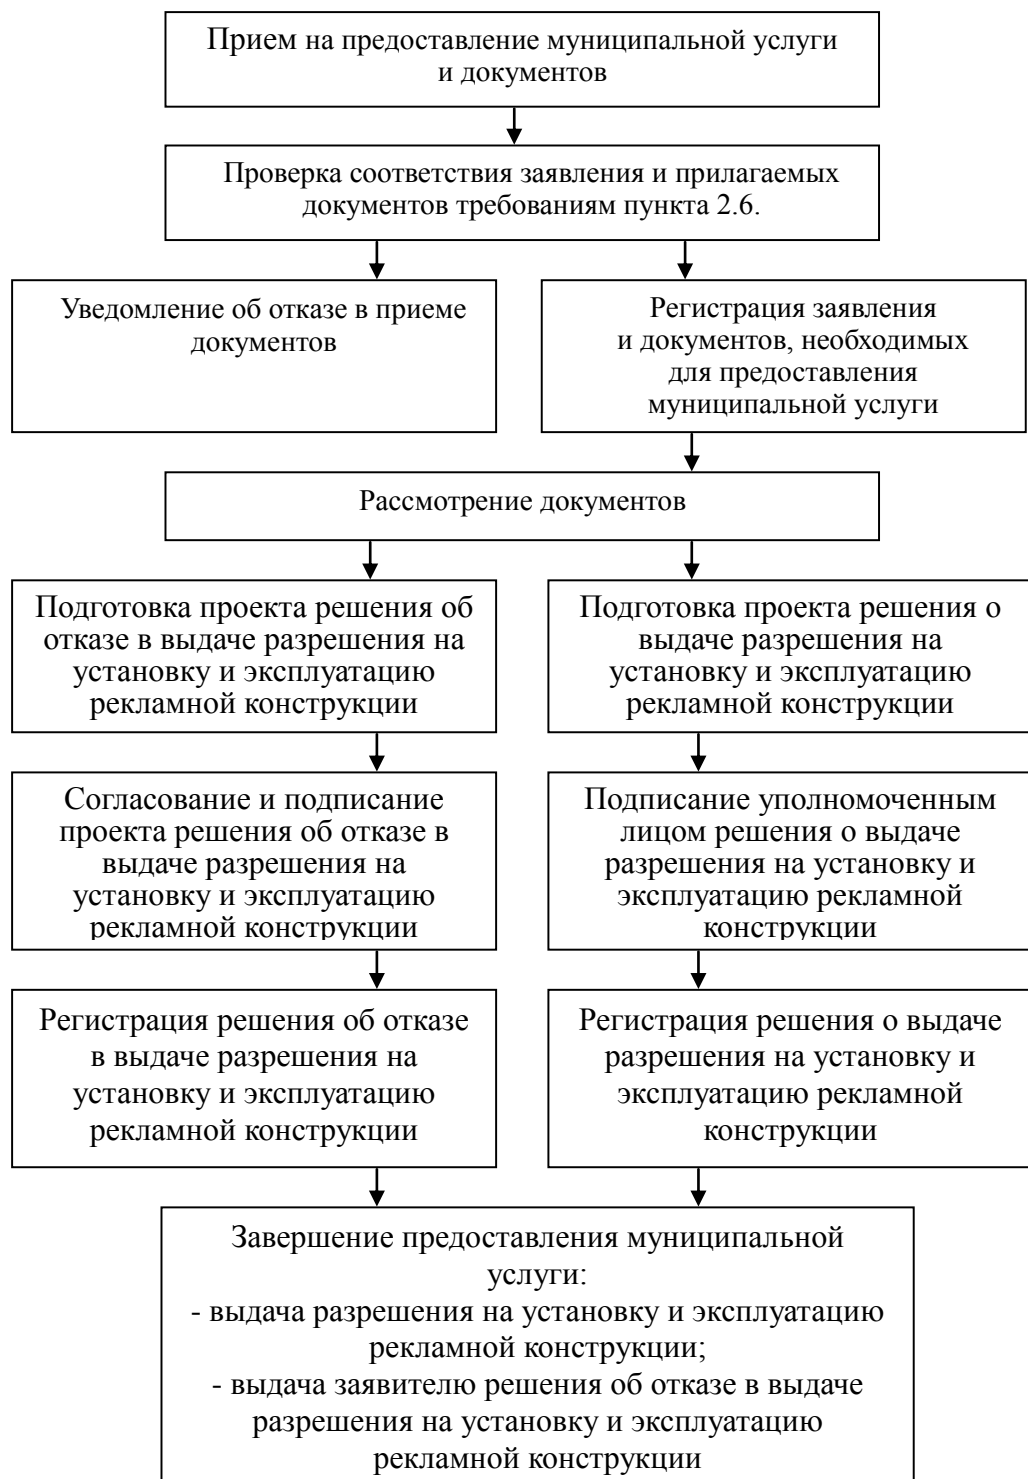 Прием на предоставление муниципальной услуги
и документов
Проверка соответствия заявления и прилагаемых
документов требованиям пункта 2.6.
Уведомление об отказе в приеме
документов
Регистрация заявления
и документов, необходимых
для предоставления
муниципальной услуги
Рассмотрение документов
Подготовка проекта решения об
отказе в выдаче разрешения на
установку и эксплуатацию
рекламной конструкции
Подготовка проекта решения о
выдаче разрешения на
установку и эксплуатацию
рекламной конструкции
Согласование и подписание
проекта решения об отказе в
выдаче разрешения на
установку и эксплуатацию
рекламной конструкции
Подписание уполномоченным
лицом решения о выдаче
разрешения на установку и
эксплуатацию рекламной
конструкции
Регистрация решения об отказе
в выдаче разрешения на
установку и эксплуатацию
рекламной конструкции
Регистрация решения о выдаче
разрешения на установку и
эксплуатацию рекламной
конструкции
Завершение предоставления муниципальной
услуги:
- выдача разрешения на установку и эксплуатацию
рекламной конструкции;
- выдача заявителю решения об отказе в выдаче
разрешения на установку и эксплуатацию
рекламной конструкции